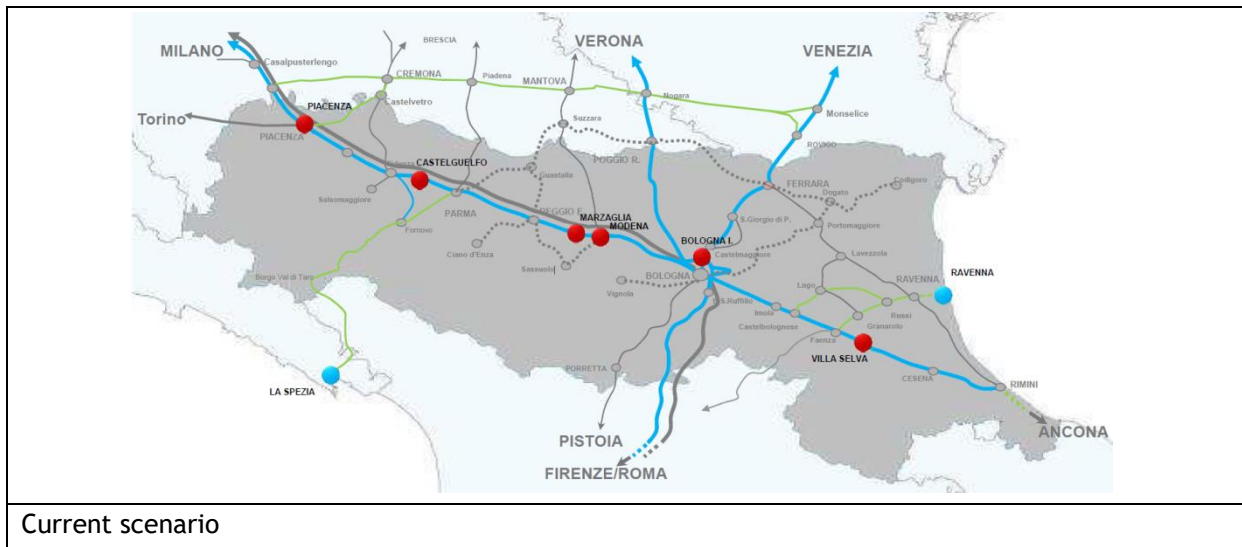 BRESCIA
VERONA
VENEZIA
MILANO
Casalpusterlengo
CREMONA
Piadena
MANTOVA
Nogara
Castelvetro
Monselice
PIACENZA
Torino
PIACENZA
Suzzara
ROVIGO
POGGIO R.
CASTELGUELFO
Guastalla
FERRARA
Codigoro
Dogato
Salsomaggiore
PARMA
REGGIO E.
MARZAGLIA
MODENA
S.Giorgio di P.
Portomaggiore
Fornovo
BOLOGNA I.
Castelmaggiore
Ciano d'Enza
Sassuolo
Lavezzola
Borgo Val di Taro
BOLOGNA
RAVENNA
RAVENNA
Vignola
S.Ruffillo
Lugo
Imola
Russi
Castelbolognese
Granarolo
Faenza
VILLA SELVA
PORRETTA
CESENA
RIMINI
LA SPEZIA
PISTOIA
ANCONA
FIRENZE/ROMA
Current scenario